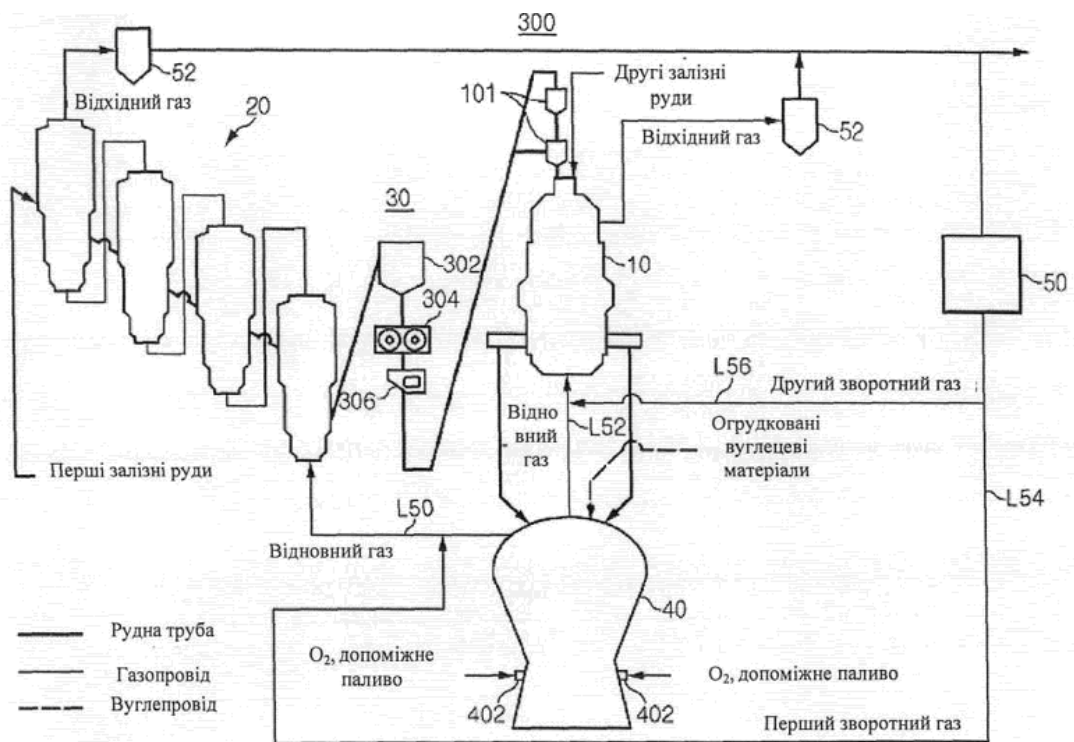 300
52
Відхідний газ
20
101
Другі залізні
руди
Відхідний газ
52
30
302
10
50
304
306
L56
Другий зворотний газ
Відно
вний
газ
L52
Огрудковані
вуглецеві
матеріали
Перші залізні руди
L54
L50
Відновний газ
40
Рудна труба
Газопровід
Вуглепровід
O₂, допоміжне
паливо
O₂, допоміжне паливо
402
402
Перший зворотний газ